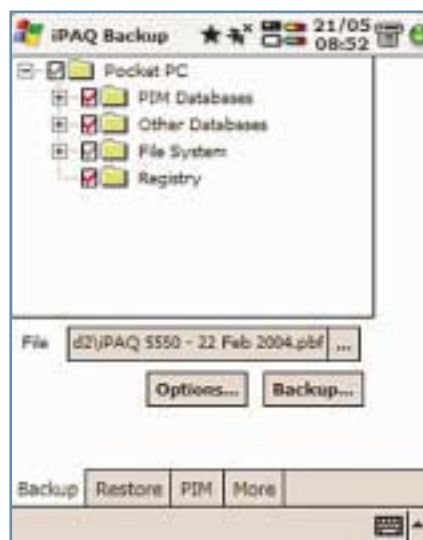 iPAQ Backup 21/05 08:52
Pocket PC
PIM Databases
Other Databases
File System
Registry
File d2\iPAQ 5550 - 22 Feb 2004.pbf ...
Options... Backup...
Backup Restore PIM More